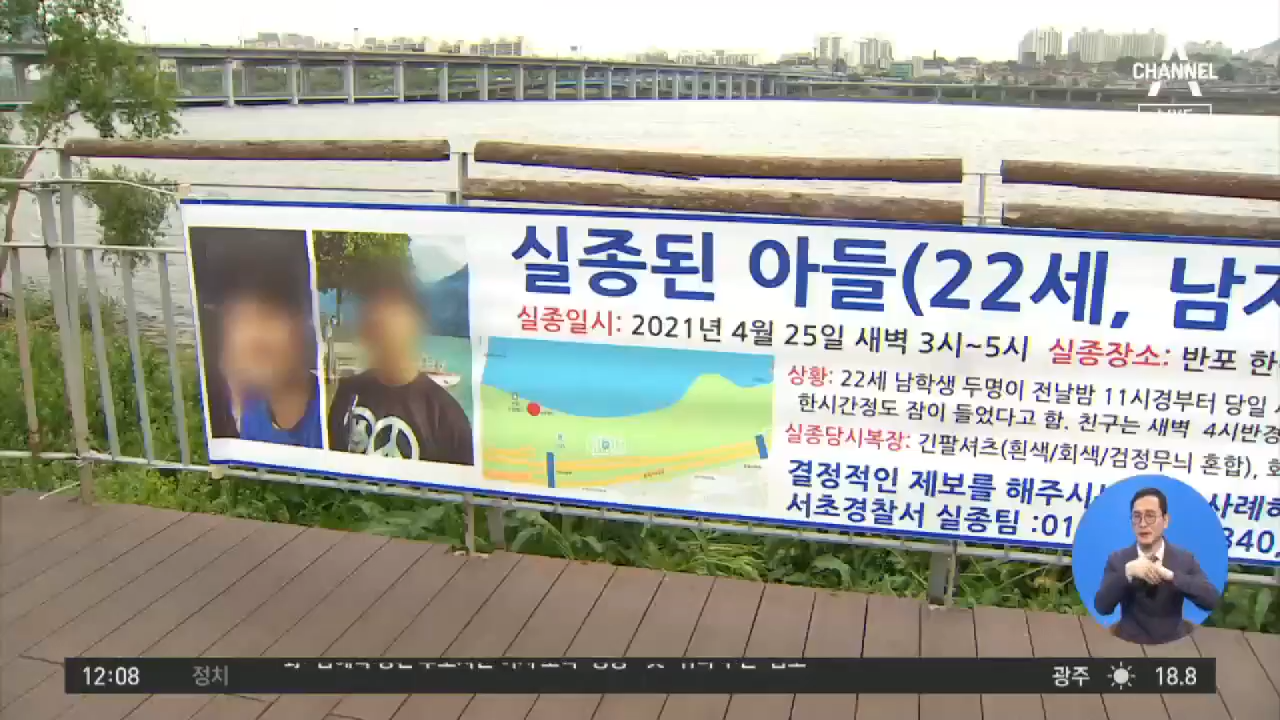 CHANNEL A
LIVE
실종된 아들(22세, 남자
실종일시: 2021년 4월 25일 새벽 3시~5시 실종장소: 반포 한
상황: 22세 남학생 두명이 전날밤 11시경부터 당일
한시간정도 잠이 들었다고 함. 친구는 새벽 4시반경
실종당시복장: 긴팔셔츠(흰색/회색/검정무늬 혼합),
결정적인 제보를 해주시 사례하
서초경찰서 실종팀 :01 340
12:08 정치 광주 18.8